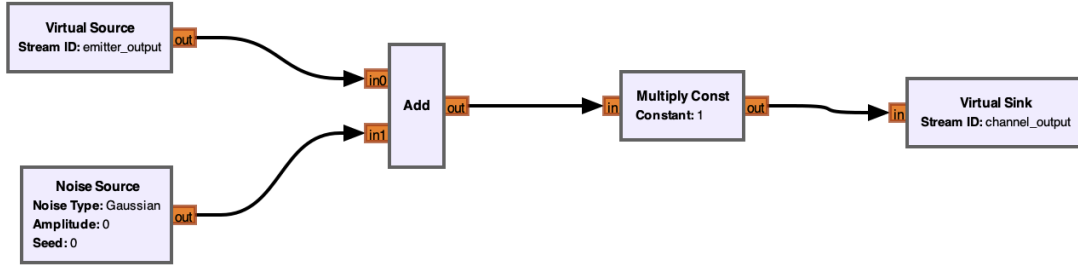 Virtual Source
Stream ID: emitter_output
out
Noise Source
Noise Type: Gaussian
Amplitude: 0
Seed: 0
out
in0
in1
Add
out
in
Multiply Const
Constant: 1
out
in
Virtual Sink
Stream ID: channel_output